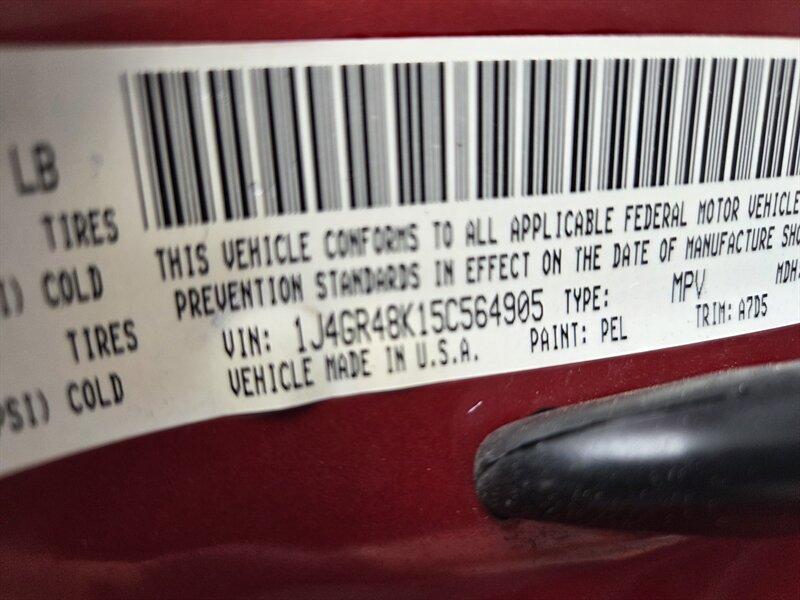 LB
TIRES
I) COLD
TIRES
PSI) COLD
THIS VEHICLE CONFORMS TO ALL APPLICABLE FEDERAL MOTOR VEHICLE
PREVENTION STANDARDS IN EFFECT ON THE DATE OF MANUFACTURE SHO
VIN: 1J4GR48K15C564905 TYPE: MPV MDH:
VEHICLE MADE IN U.S.A. PAINT: PEL TRIM: A7D5